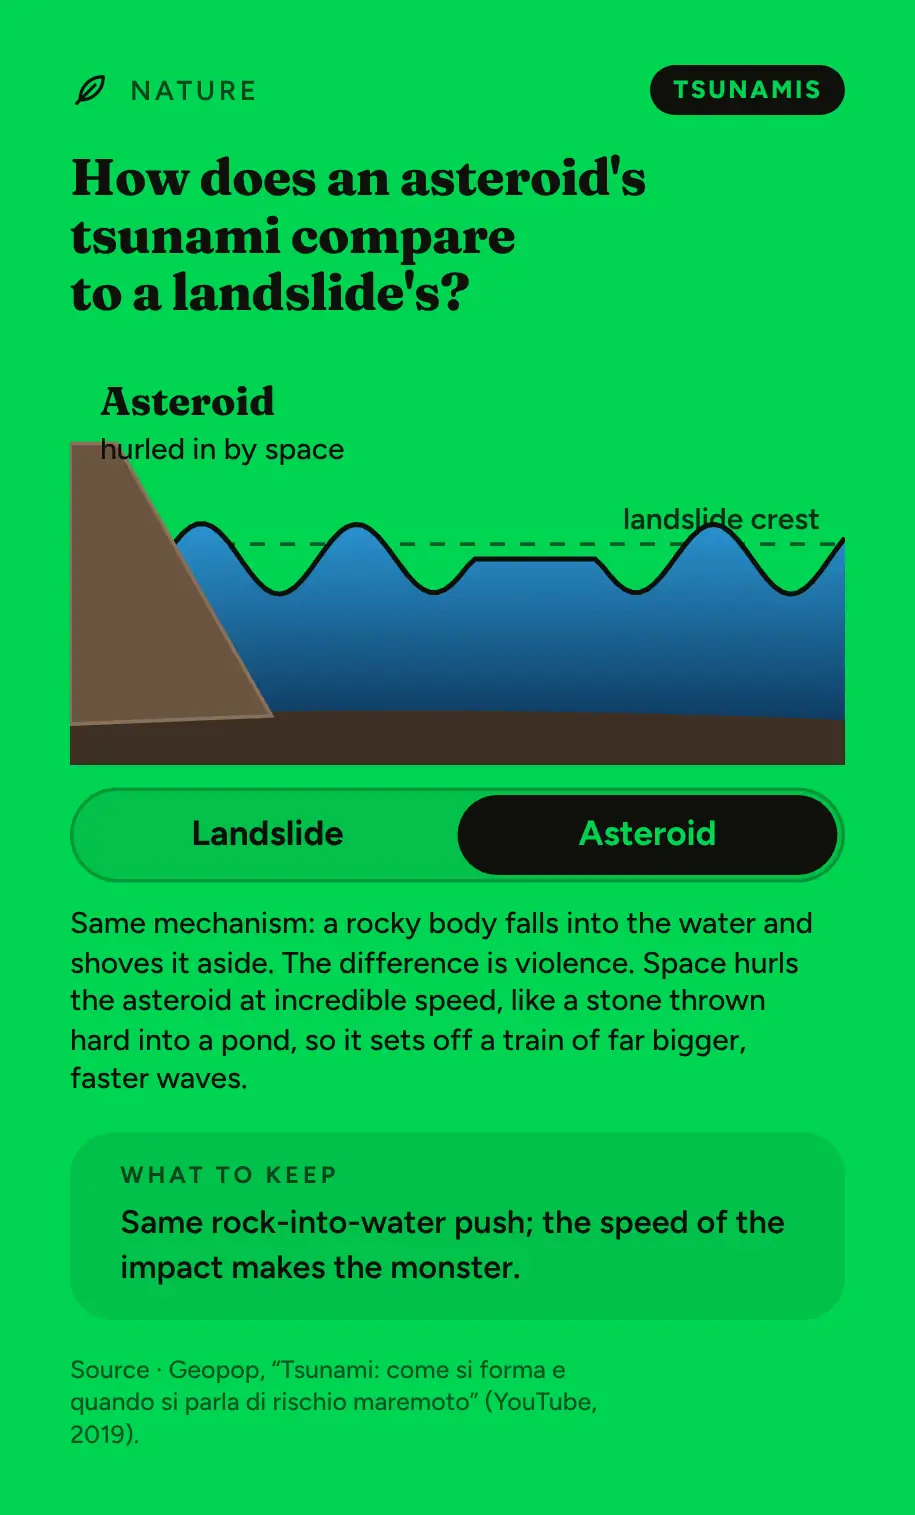 NATURE
TSUNAMIS
How does an asteroid's
tsunami compare
to a landslide's?
Asteroid
hurled in by space
landslide crest
Landslide
Asteroid
Same mechanism: a rocky body falls into the water and
shoves it aside. The difference is violence. Space hurls
the asteroid at incredible speed, like a stone thrown
hard into a pond, so it sets off a train of far bigger,
faster waves.
WHAT TO KEEP
Same rock-into-water push; the speed of the
impact makes the monster.
Source · Geopop, “Tsunami: come si forma e
quando si parla di rischio maremoto” (YouTube,
2019).